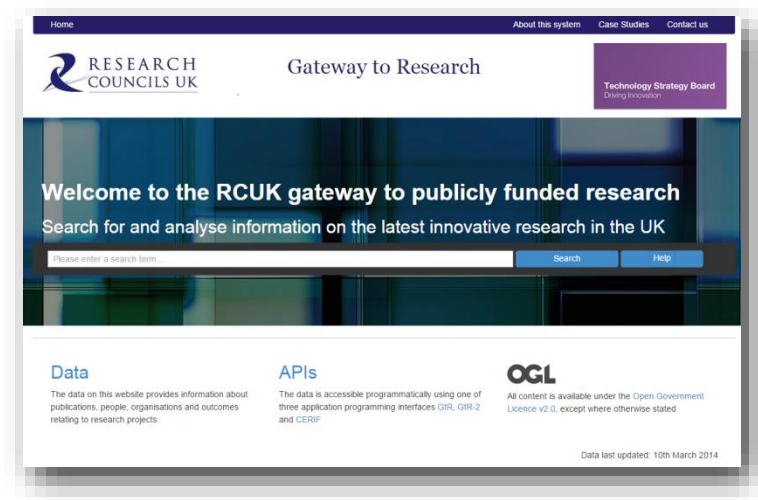 Home About this system Case Studies Contact us
RESEARCH
COUNCILS UK
Gateway to Research
Technology Strategy Board
Driving Innovation
Welcome to the RCUK gateway to publicly funded research
Search for and analyse information on the latest innovative research in the UK
Please enter a search term... Search Help
Data
The data on this website provides information about
publications, people, organisations and outcomes
relating to research projects
APIs
The data is accessible programmatically using one of
three application programming interfaces GtR, GtR-2
and CERIF
OGL
All content is available under the Open Government
Licence v2.0, except where otherwise stated
Data last updated: 10th March 2014